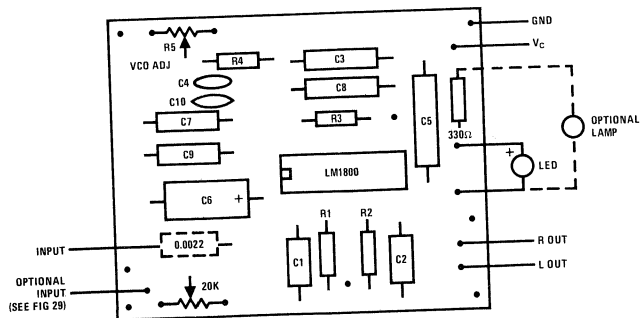 GND
R5
VCO ADJ
R4
C3
VC
C4
C8
C10
C7
R3
C5
330Ω
OPTIONAL
LAMP
C9
LM1800
+
LED
C6 +
R1
R2
INPUT
0.0022
C1
C2
R OUT
L OUT
OPTIONAL
INPUT
(SEE FIG 29)
20K